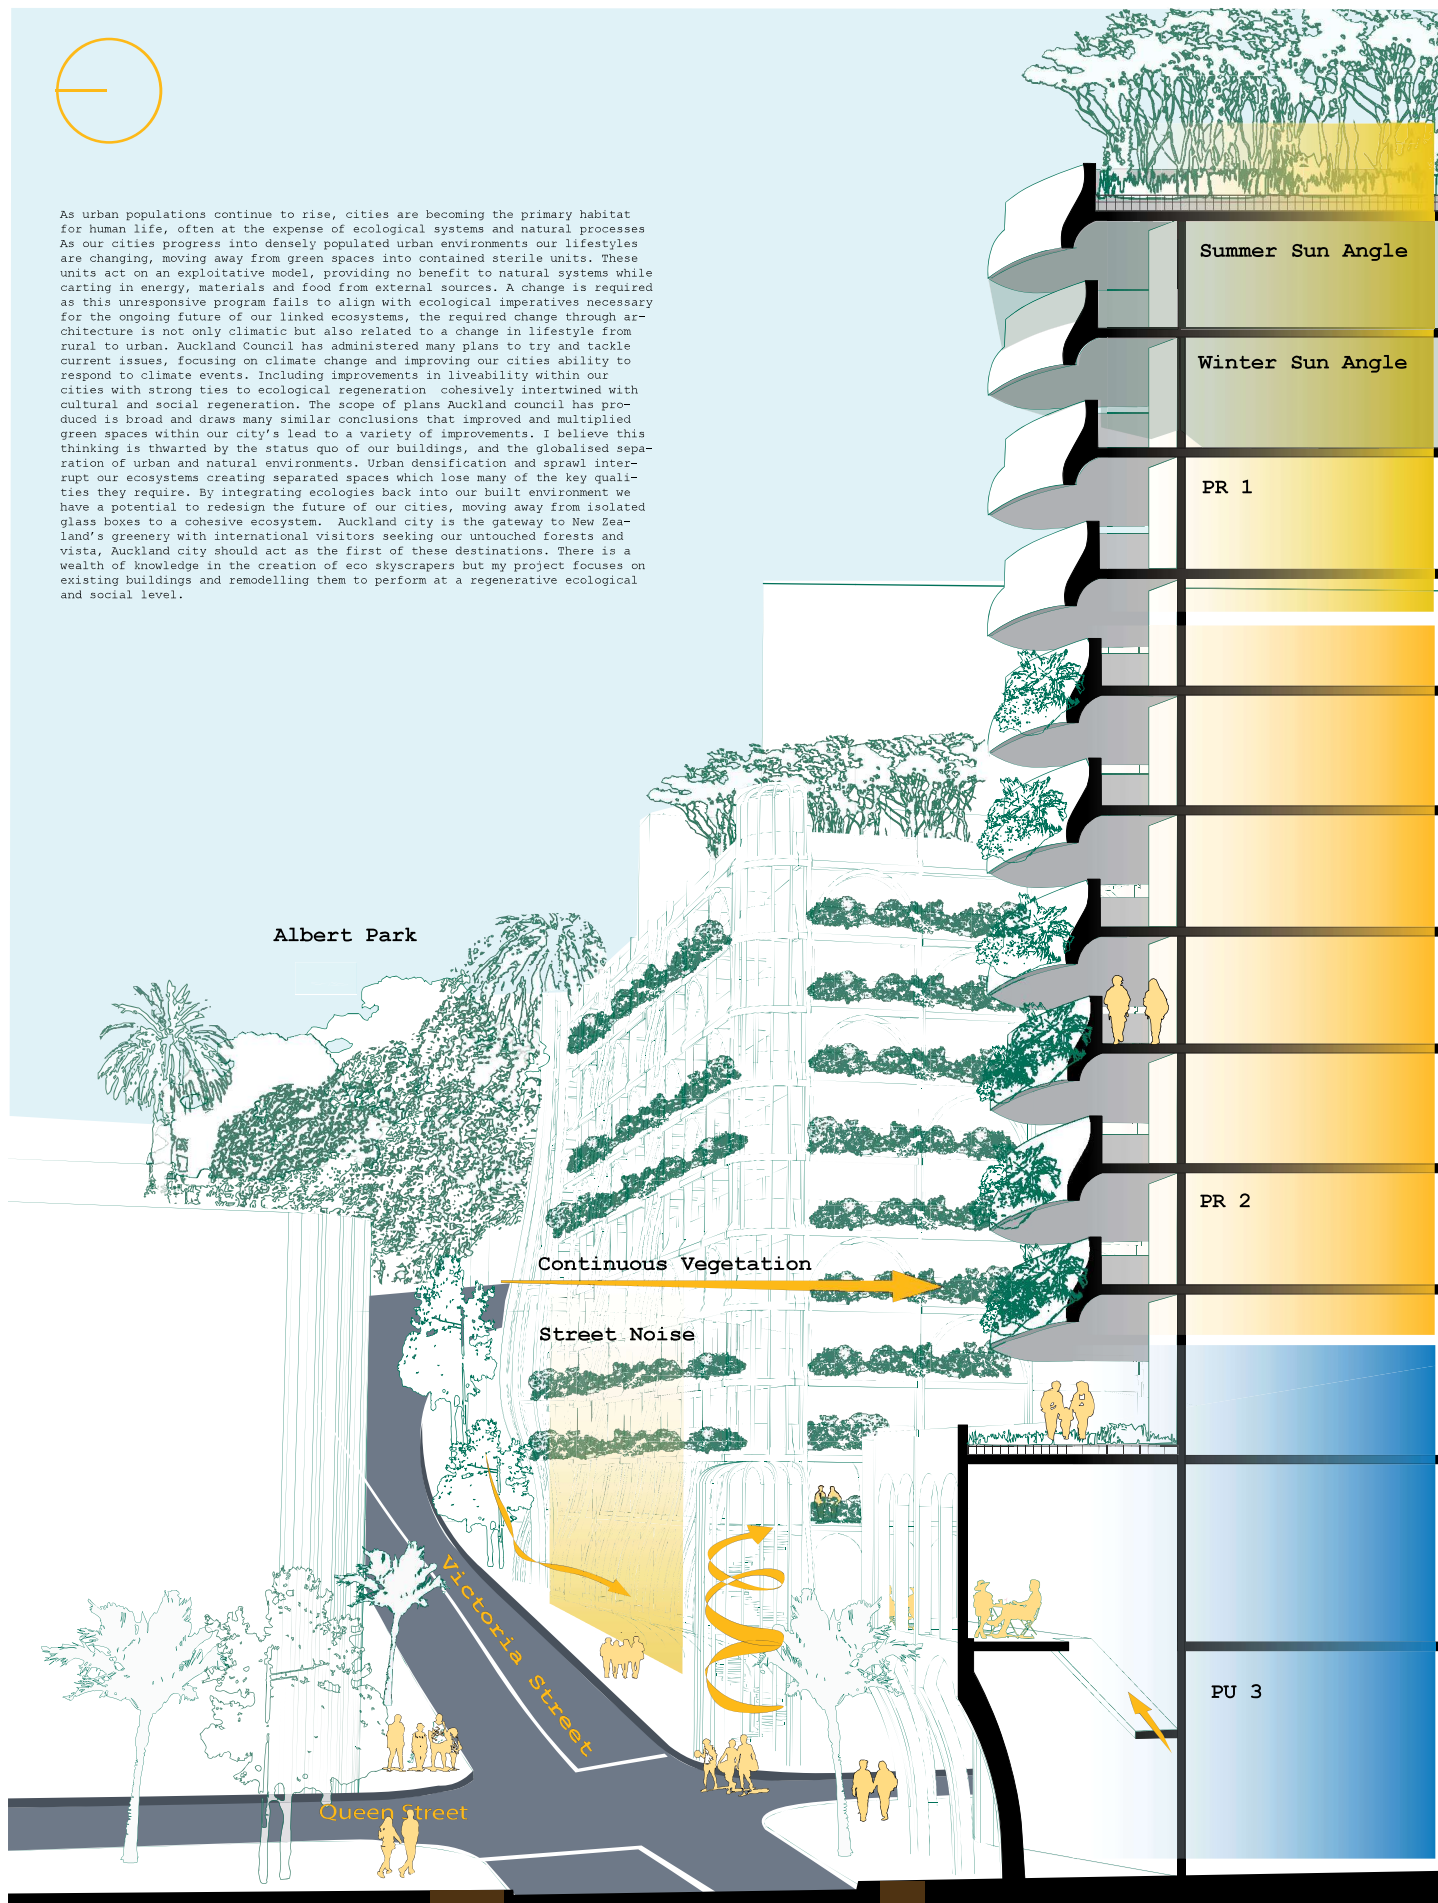 As urban populations continue to rise, cities are becoming the primary habitat
for human life, often at the expense of ecological systems and natural processes
As our cities progress into densely populated urban environments our lifestyles
are changing, moving away from green spaces into contained sterile units. These
units act on an exploitative model, providing no benefit to natural systems while
carting in energy, materials and food from external sources. A change is required
as this unresponsive program fails to align with ecological imperatives necessary
for the ongoing future of our linked ecosystems, the required change through ar-
chitecture is not only climatic but also related to a change in lifestyle from
rural to urban. Auckland Council has administered many plans to try and tackle
current issues, focusing on climate change and improving our cities ability to
respond to climate events. Including improvements in liveability within our
cities with strong ties to ecological regeneration  cohesively intertwined with
cultural and social regeneration. The scope of plans Auckland council has pro-
duced is broad and draws many similar conclusions that improved and multiplied
green spaces within our city's lead to a variety of improvements. I believe this
thinking is thwarted by the status quo of our buildings, and the globalised sepa-
ration of urban and natural environments. Urban densification and sprawl inter-
rupt our ecosystems creating separated spaces which lose many of the key quali-
ties they require. By integrating ecologies back into our built environment we
have a potential to redesign the future of our cities, moving away from isolated
glass boxes to a cohesive ecosystem.  Auckland city is the gateway to New Zea-
land's greenery with international visitors seeking our untouched forests and
vista, Auckland city should act as the first of these destinations. There is a
wealth of knowledge in the creation of eco skyscrapers but my project focuses on
existing buildings and remodelling them to perform at a regenerative ecological
and social level.
Summer Sun Angle
Winter Sun Angle
PR 1
Albert Park
PR 2
Continuous Vegetation
Street Noise
Victoria Street
PU 3
Queen Street